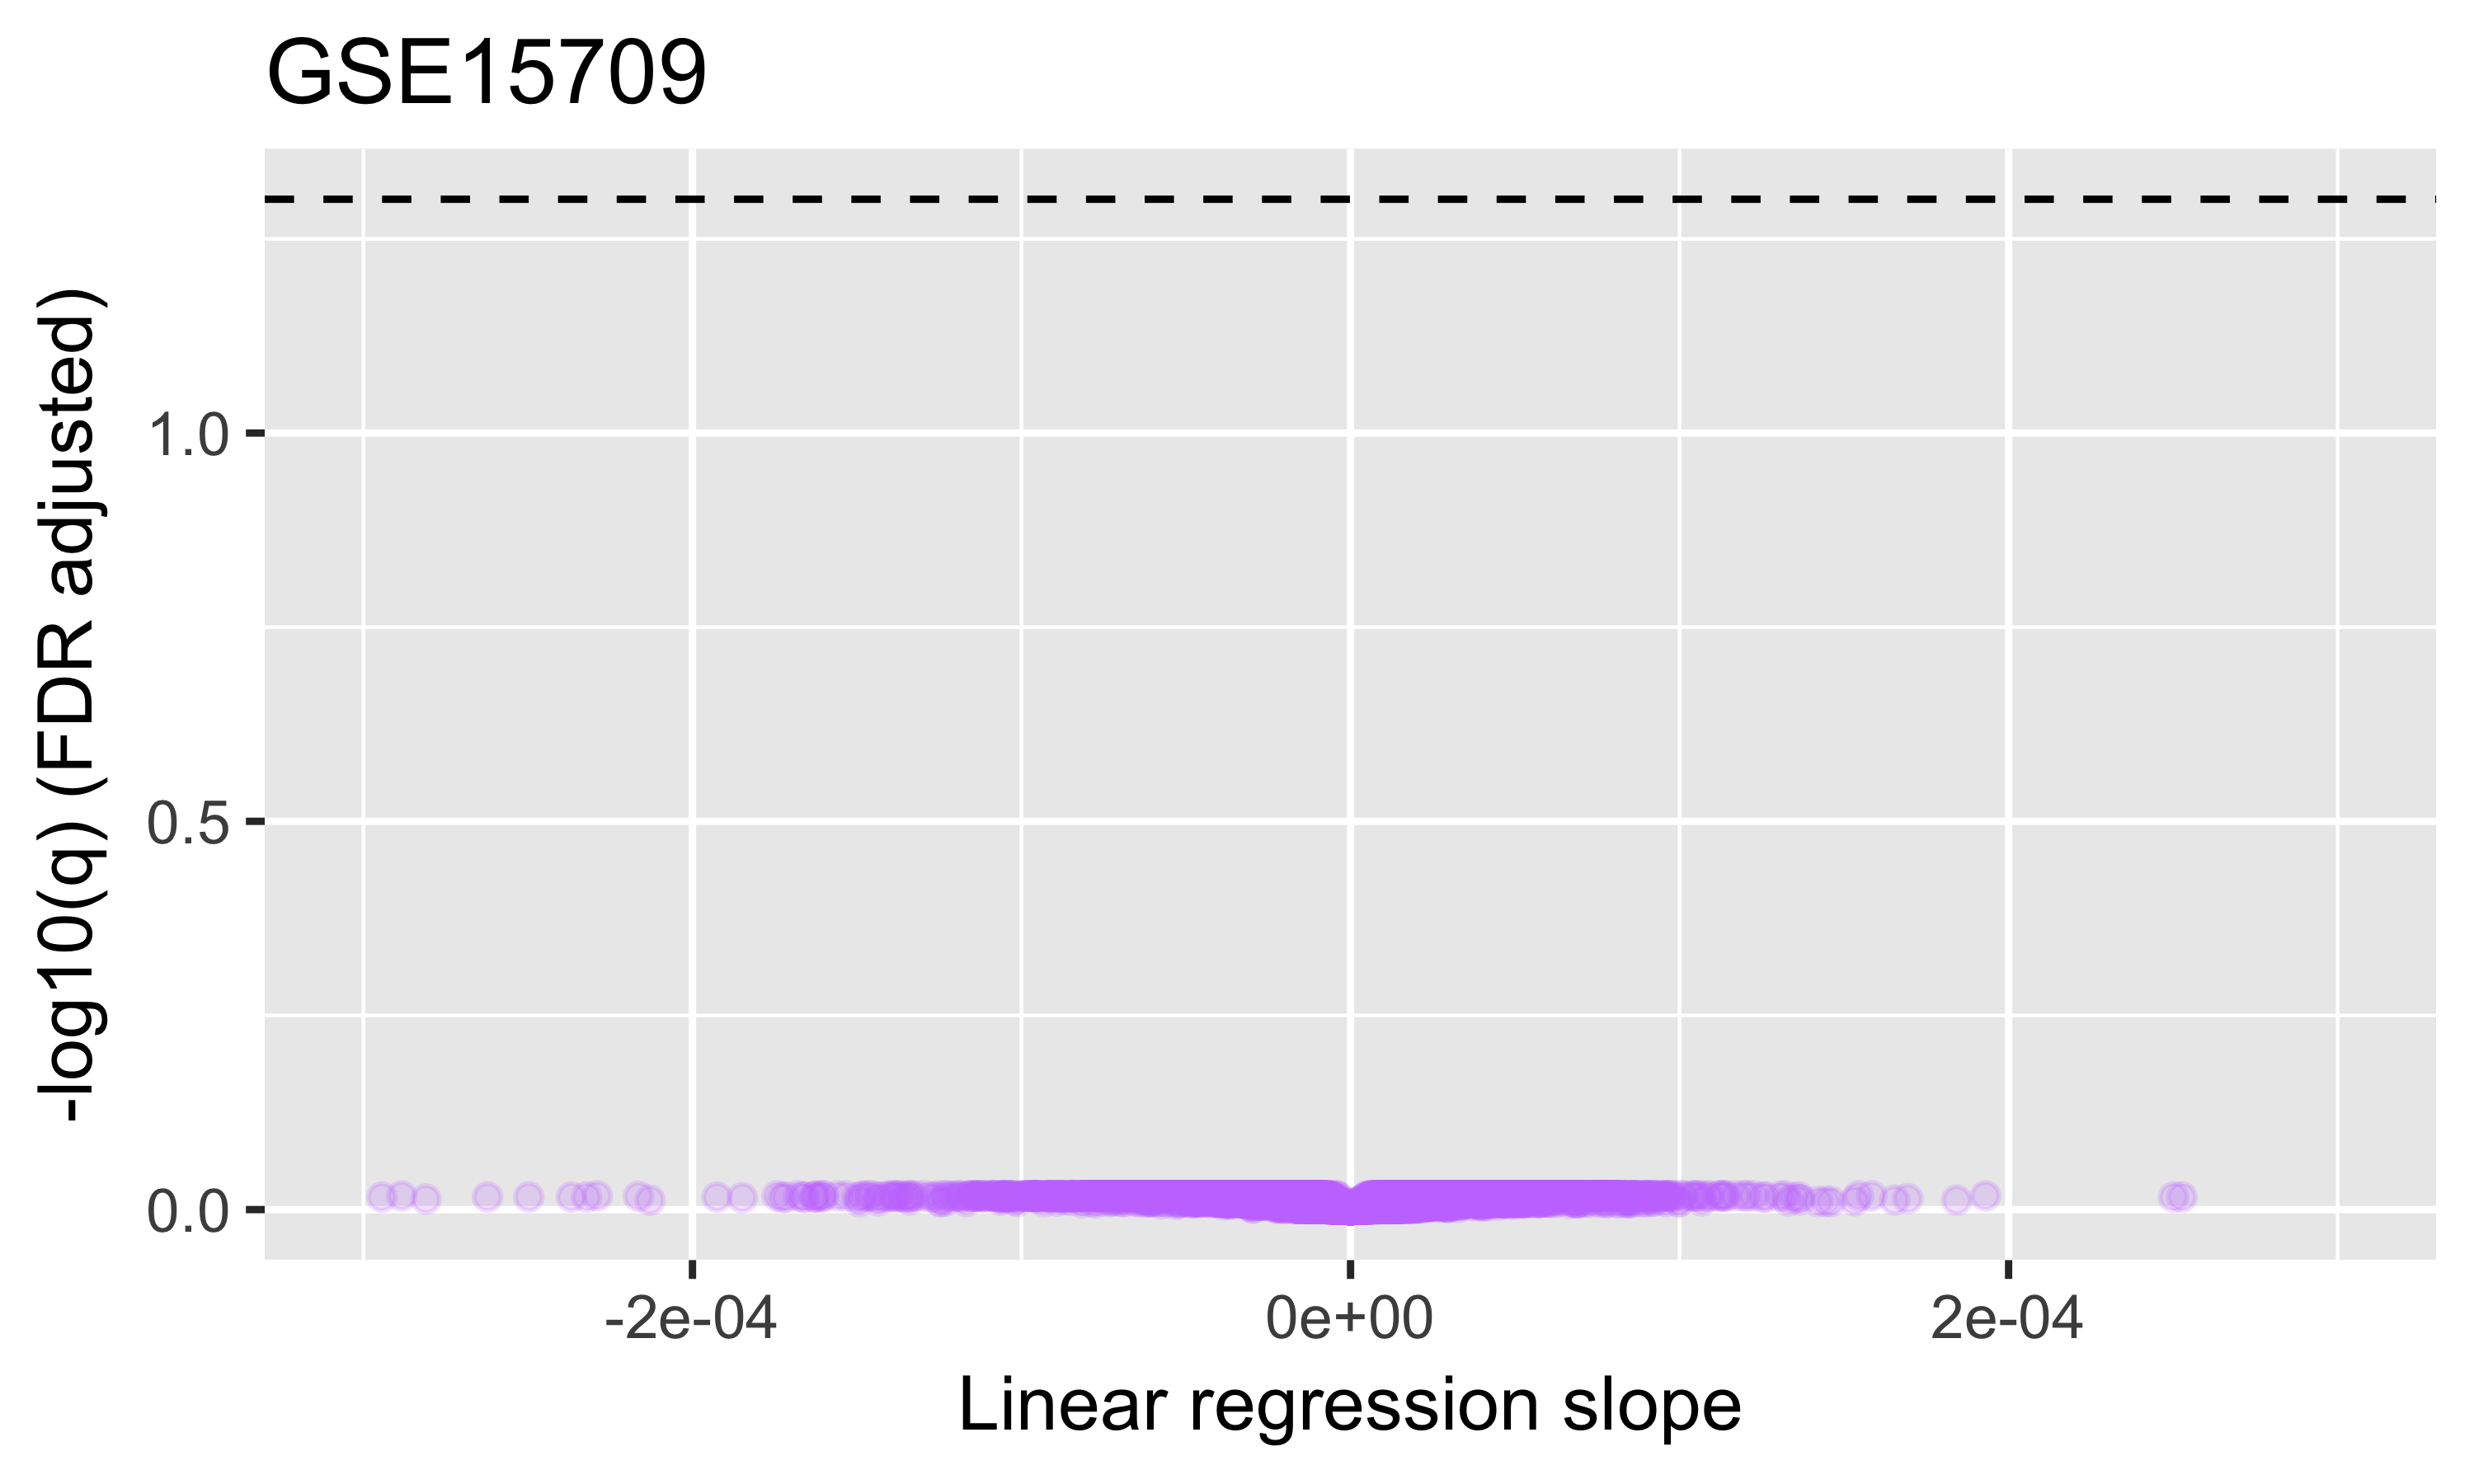 GSE15709
-log10(q) (FDR adjusted)
1.0
0.5
0.0
-2e-04
0e+00
2e-04
Linear regression slope